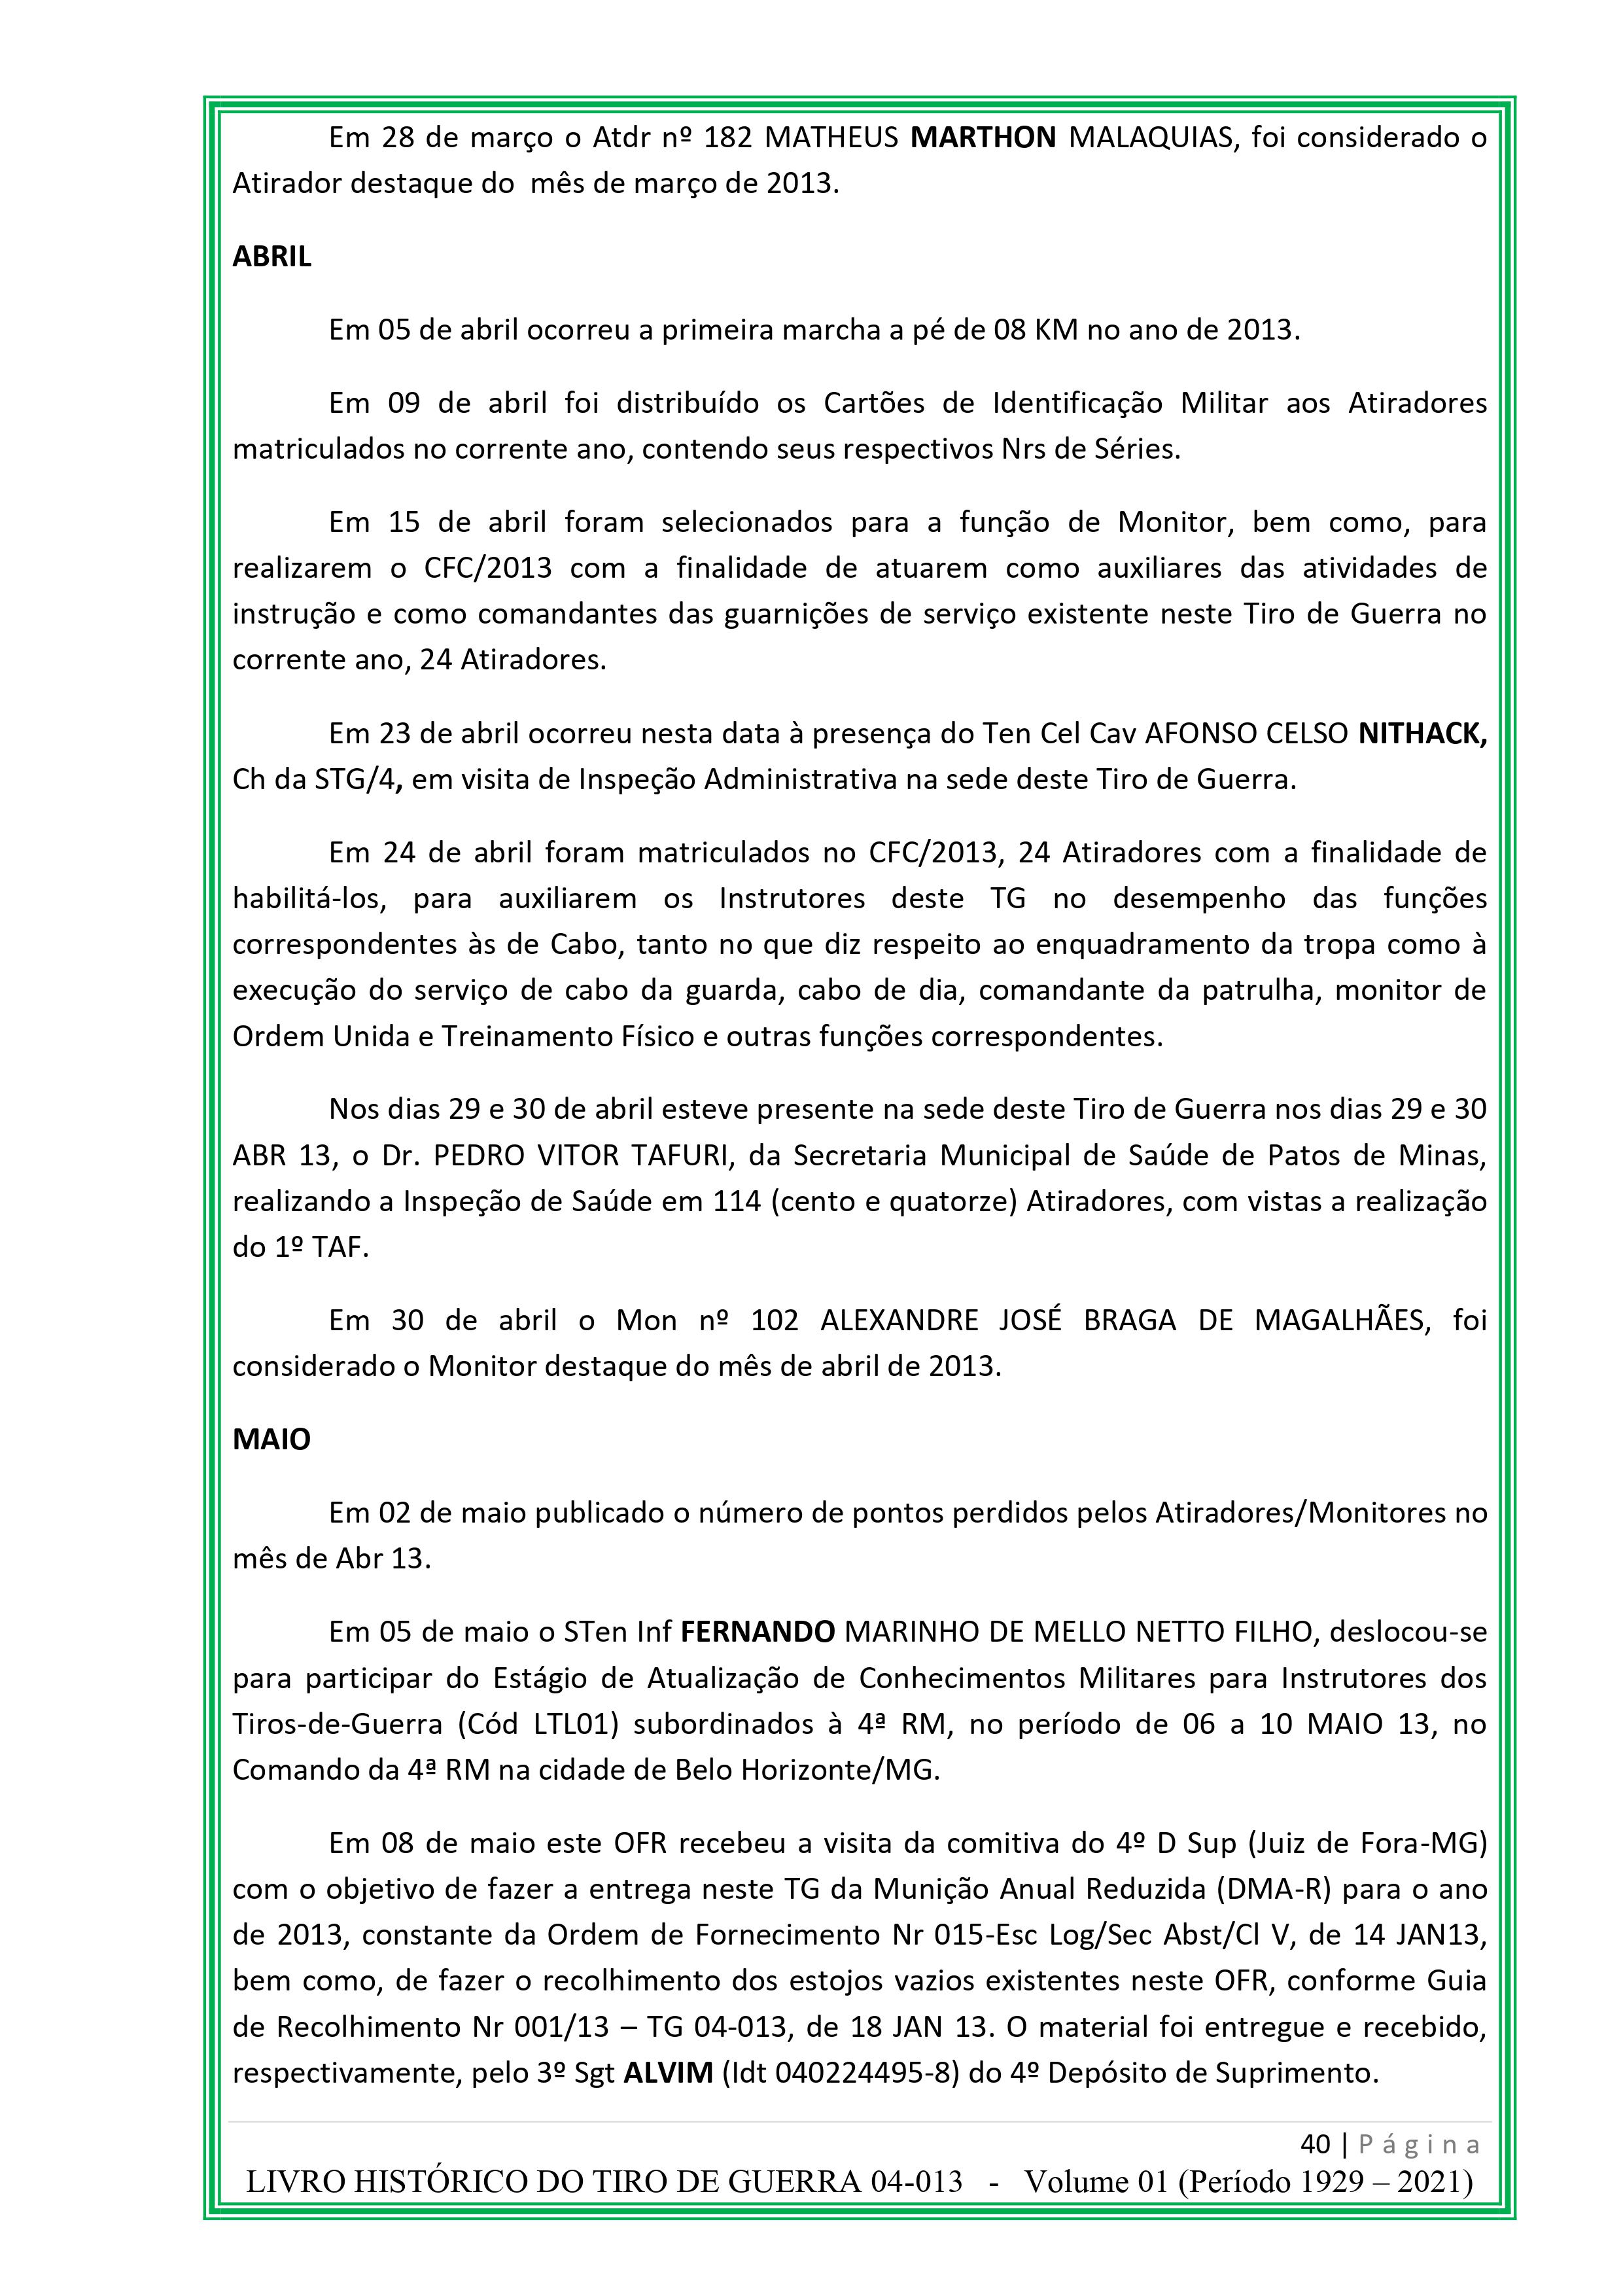 Em 28 de março o Atdr nº 182 MATHEUS MARTHON MALAQUIAS, foi considerado o
Atirador destaque do  mês de março de 2013.
ABRIL
Em 05 de abril ocorreu a primeira marcha a pé de 08 KM no ano de 2013.
Em 09 de abril foi distribuído os Cartões de Identificação Militar aos Atiradores
matriculados no corrente ano, contendo seus respectivos Nrs de Séries.
Em 15 de abril foram selecionados para a função de Monitor, bem como, para
realizarem o CFC/2013 com a finalidade de atuarem como auxiliares das atividades de
instrução e como comandantes das guarnições de serviço existente neste Tiro de Guerra no
corrente ano, 24 Atiradores.
Em 23 de abril ocorreu nesta data à presença do Ten Cel Cav AFONSO CELSO NITHACK,
Ch da STG/4, em visita de Inspeção Administrativa na sede deste Tiro de Guerra.
Em 24 de abril foram matriculados no CFC/2013, 24 Atiradores com a finalidade de
habilitá-los, para auxiliarem os Instrutores deste TG no desempenho das funções
correspondentes às de Cabo, tanto no que diz respeito ao enquadramento da tropa como à
execução do serviço de cabo da guarda, cabo de dia, comandante da patrulha, monitor de
Ordem Unida e Treinamento Físico e outras funções correspondentes.
Nos dias 29 e 30 de abril esteve presente na sede deste Tiro de Guerra nos dias 29 e 30
ABR 13, o Dr. PEDRO VITOR TAFURI, da Secretaria Municipal de Saúde de Patos de Minas,
realizando a Inspeção de Saúde em 114 (cento e quatorze) Atiradores, com vistas a realização
do 1º TAF.
Em 30 de abril o Mon nº 102 ALEXANDRE JOSÉ BRAGA DE MAGALHÃES, foi
considerado o Monitor destaque do mês de abril de 2013.
MAIO
Em 02 de maio publicado o número de pontos perdidos pelos Atiradores/Monitores no
mês de Abr 13.
Em 05 de maio o STen Inf FERNANDO MARINHO DE MELLO NETTO FILHO, deslocou-se
para participar do Estágio de Atualização de Conhecimentos Militares para Instrutores dos
Tiros-de-Guerra (Cód LTL01) subordinados à 4ª RM, no período de 06 a 10 MAIO 13, no
Comando da 4ª RM na cidade de Belo Horizonte/MG.
Em 08 de maio este OFR recebeu a visita da comitiva do 4º D Sup (Juiz de Fora-MG)
com o objetivo de fazer a entrega neste TG da Munição Anual Reduzida (DMA-R) para o ano
de 2013, constante da Ordem de Fornecimento Nr 015-Esc Log/Sec Abst/Cl V, de 14 JAN13,
bem como, de fazer o recolhimento dos estojos vazios existentes neste OFR, conforme Guia
de Recolhimento Nr 001/13 – TG 04-013, de 18 JAN 13. O material foi entregue e recebido,
respectivamente, pelo 3º Sgt ALVIM (Idt 040224495-8) do 4º Depósito de Suprimento.
40 | Página
LIVRO HISTÓRICO DO TIRO DE GUERRA 04-013   -   Volume 01 (Período 1929 – 2021)